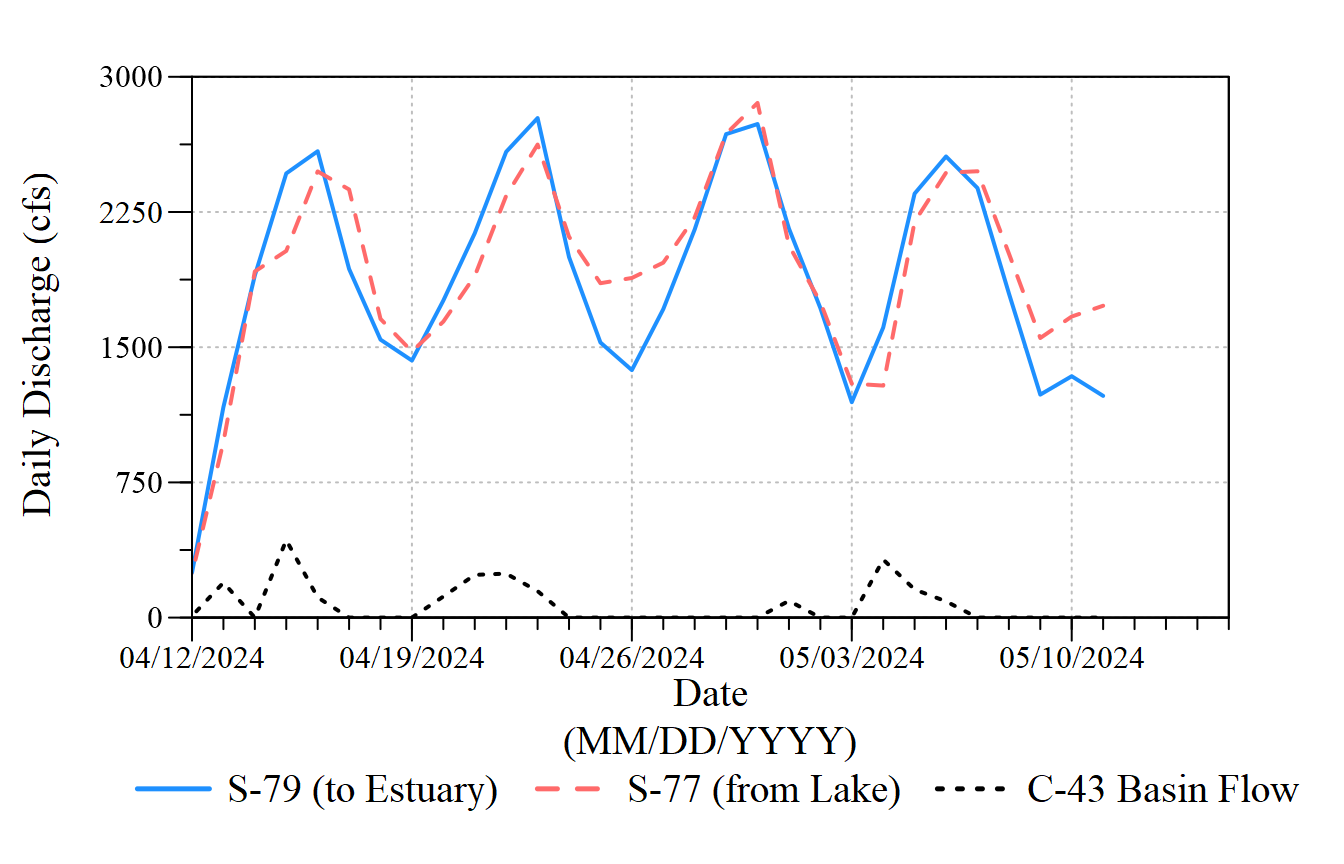 3000
2250
1500
750
0
Daily Discharge (cfs)
04/12/2024 04/19/2024 04/26/2024 05/03/2024 05/10/2024
Date
(MM/DD/YYYY)
S-79 (to Estuary) S-77 (from Lake) C-43 Basin Flow